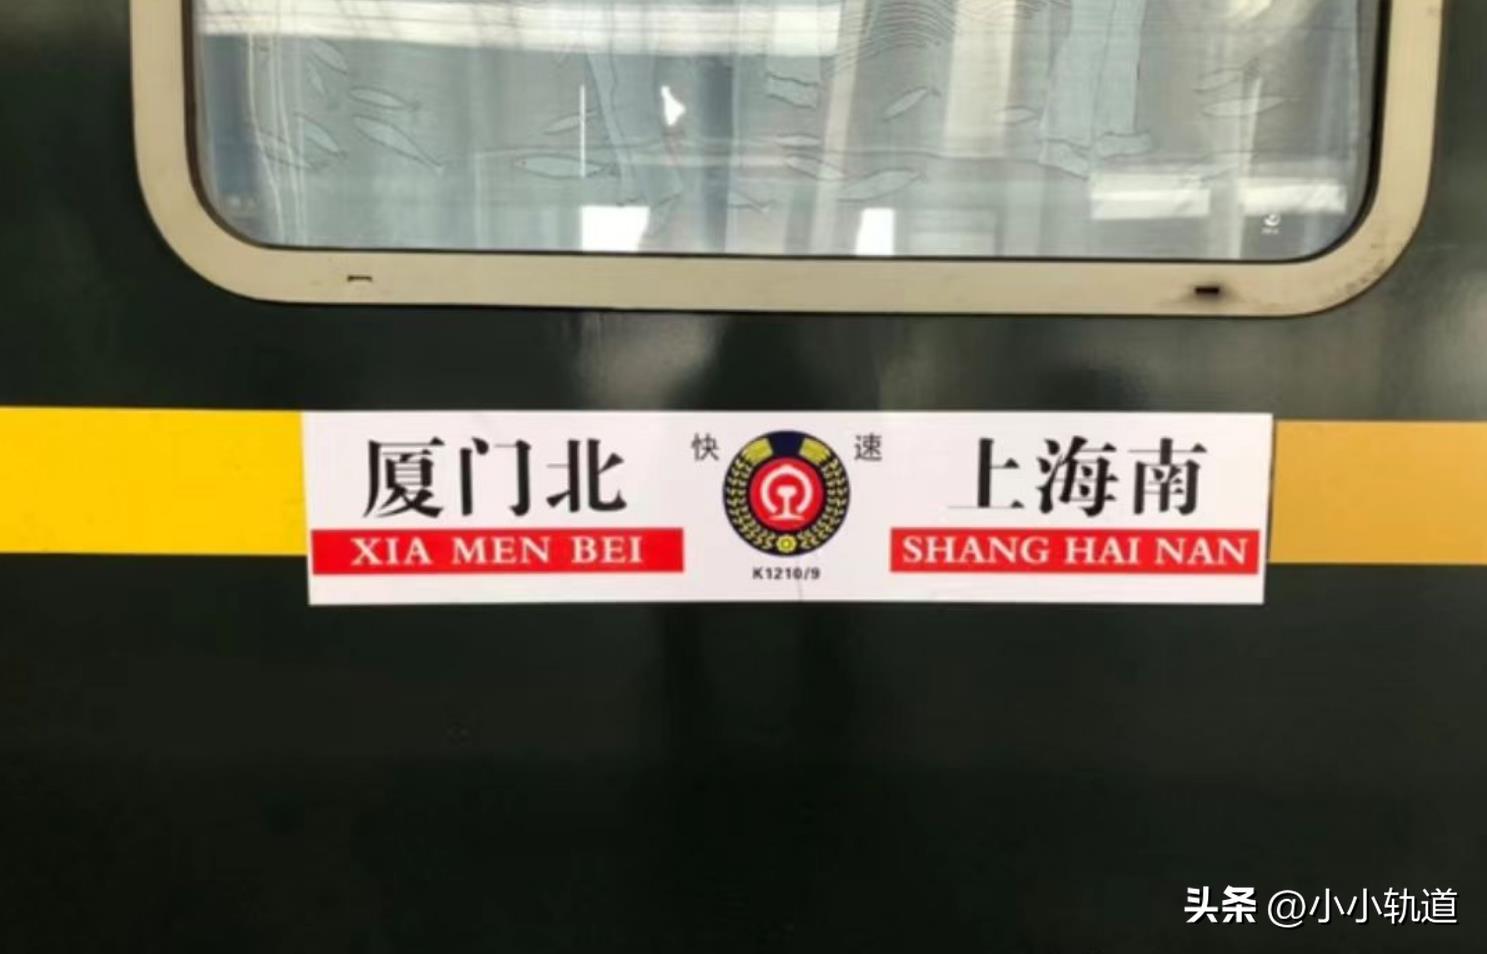 厦门北 快 速 上海南
XIA MEN BEI SHANG HAI NAN
K1210/9
头条 @小小轨道